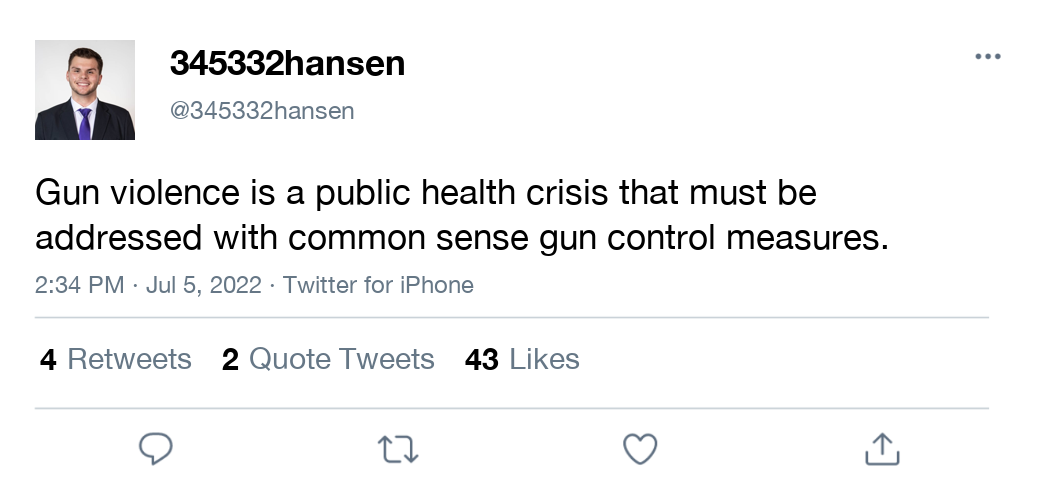 345332hansen
@345332hansen
Gun violence is a public health crisis that must be
addressed with common sense gun control measures.
2:34 PM · Jul 5, 2022 · Twitter for iPhone
4 Retweets 2 Quote Tweets 43 Likes